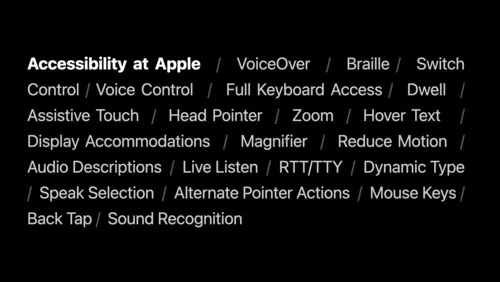 Accessibility at Apple / VoiceOver / Braille / Switch
Control / Voice Control / Full Keyboard Access / Dwell /
Assistive Touch / Head Pointer / Zoom / Hover Text /
Display Accommodations / Magnifier / Reduce Motion /
Audio Descriptions / Live Listen / RTT/TTY / Dynamic Type
/ Speak Selection / Alternate Pointer Actions / Mouse Keys /
Back Tap / Sound Recognition